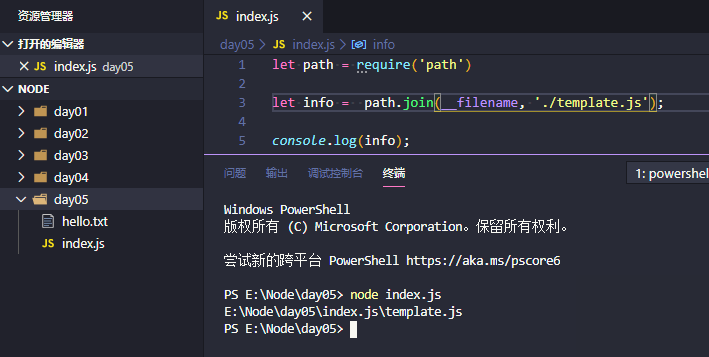 资源管理器
打开的编辑器
JS index.js day05
NODE
day01
day02
day03
day04
day05
hello.txt
JS index.js
JS index.js
day05 > JS index.js > info
1 let path = require('path')
2
3 let info =  path.join(__filename, './template.js');
4
5 console.log(info);
问题 输出 调试控制台 终端 1: powershel
Windows PowerShell
版权所有 (C) Microsoft Corporation。保留所有权利。
尝试新的跨平台 PowerShell https://aka.ms/pscore6
PS E:\Node\day05> node index.js
E:\Node\day05\index.js\template.js
PS E:\Node\day05>